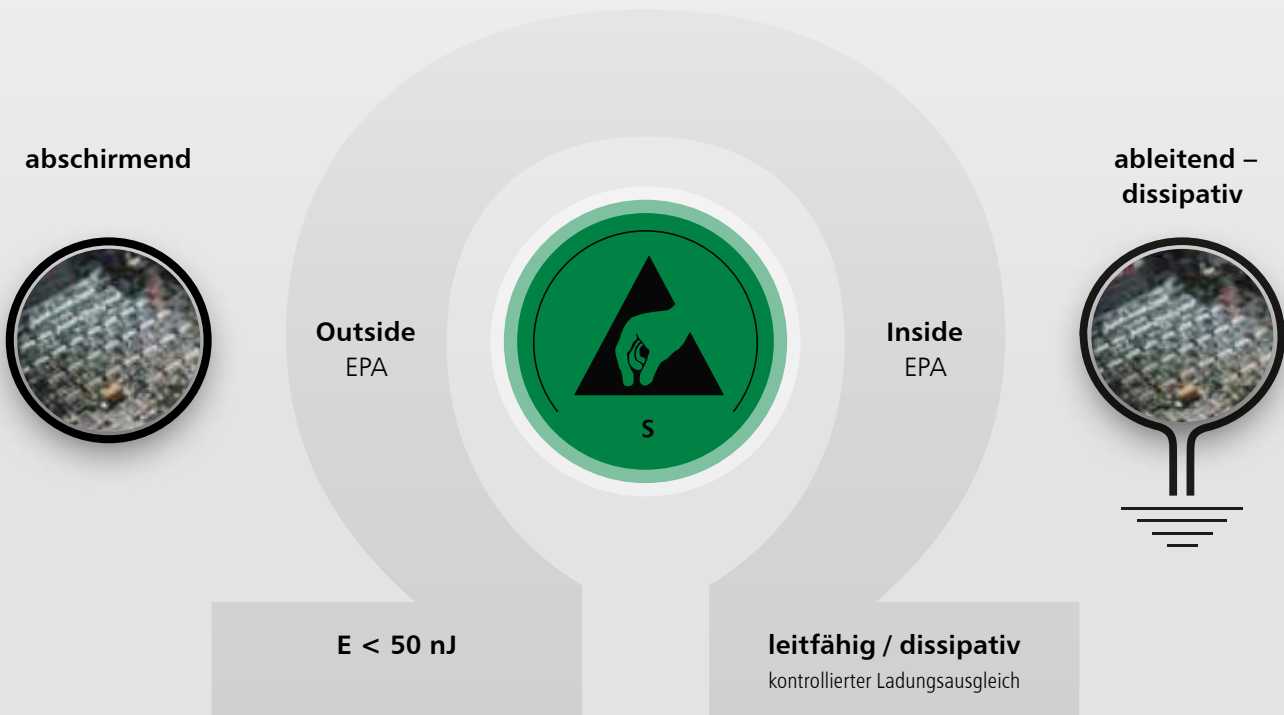 abschirmend
Outside
EPA
E < 50 nJ
S
ableitend –
dissipativ
Inside
EPA
leitfähig / dissipativ
kontrollierter Ladungsausgleich